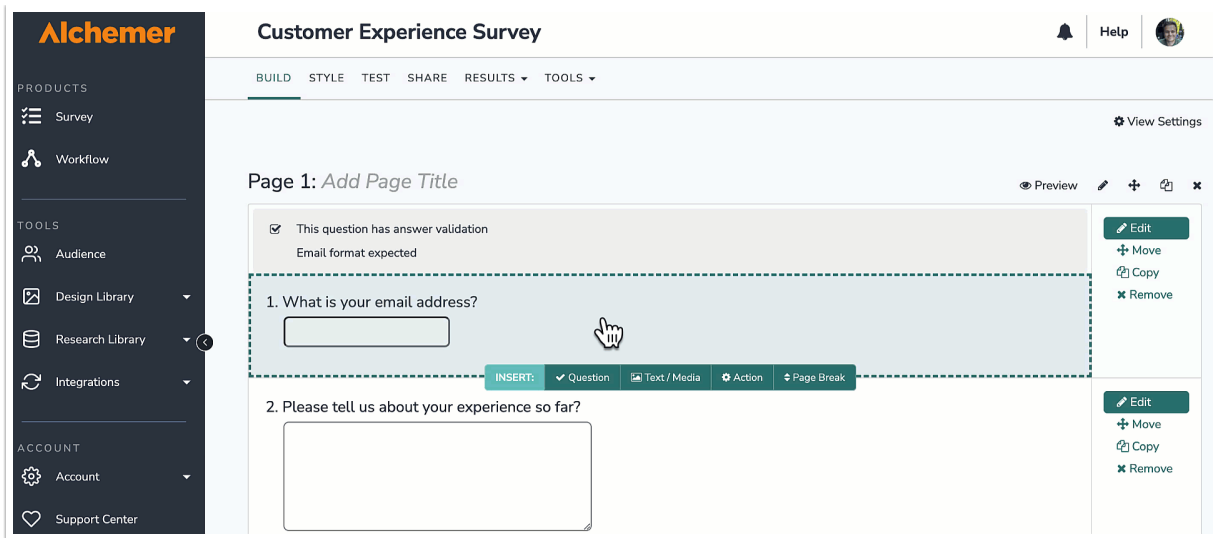 Alchemer
Customer Experience Survey
Help
PRODUCTS
Survey
Workflow
TOOLS
Audience
Design Library
Research Library
Integrations
ACCOUNT
Account
Support Center
BUILD STYLE TEST SHARE RESULTS TOOLS
View Settings
Page 1: Add Page Title
Preview
This question has answer validation
Email format expected
Edit
Move
Copy
Remove
1. What is your email address?
INSERT: Question Text / Media Action Page Break
2. Please tell us about your experience so far?
Edit
Move
Copy
Remove